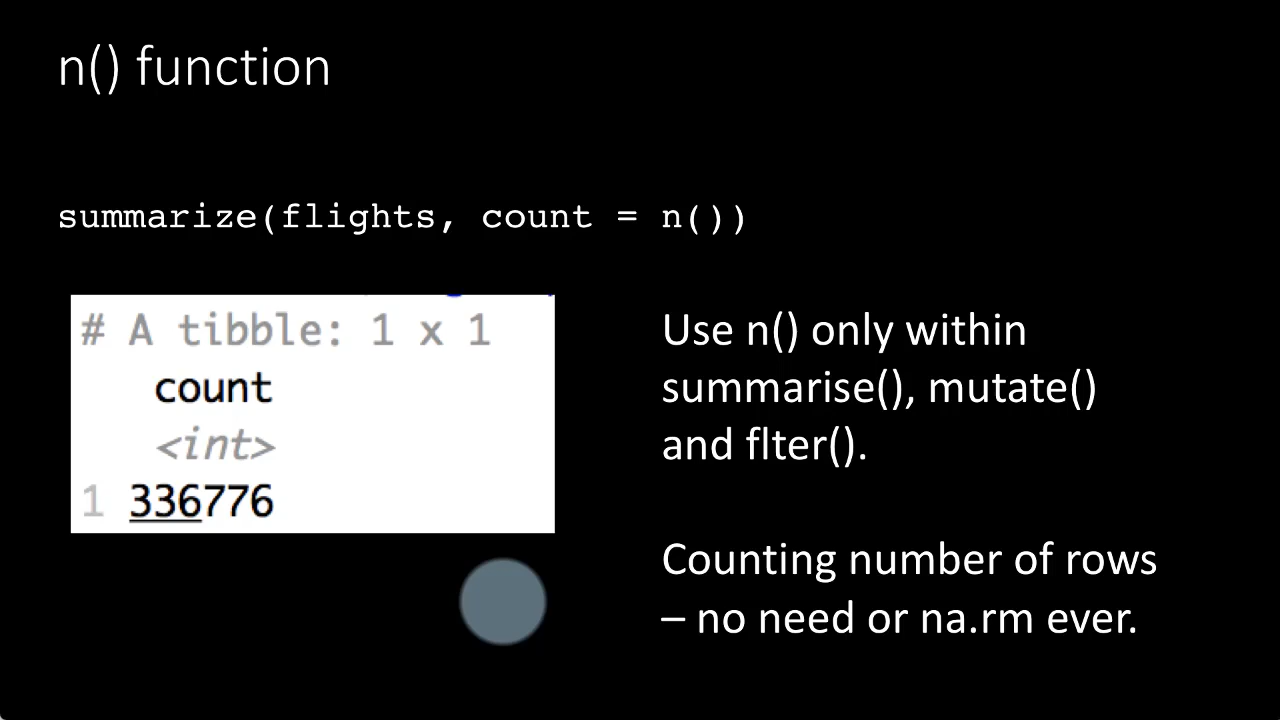 n() function
summarize(flights, count = n())
# A tibble: 1 x 1
count
<int>
1 336776
Use n() only within
summarise(), mutate()
and flter().
Counting number of rows
– no need or na.rm ever.